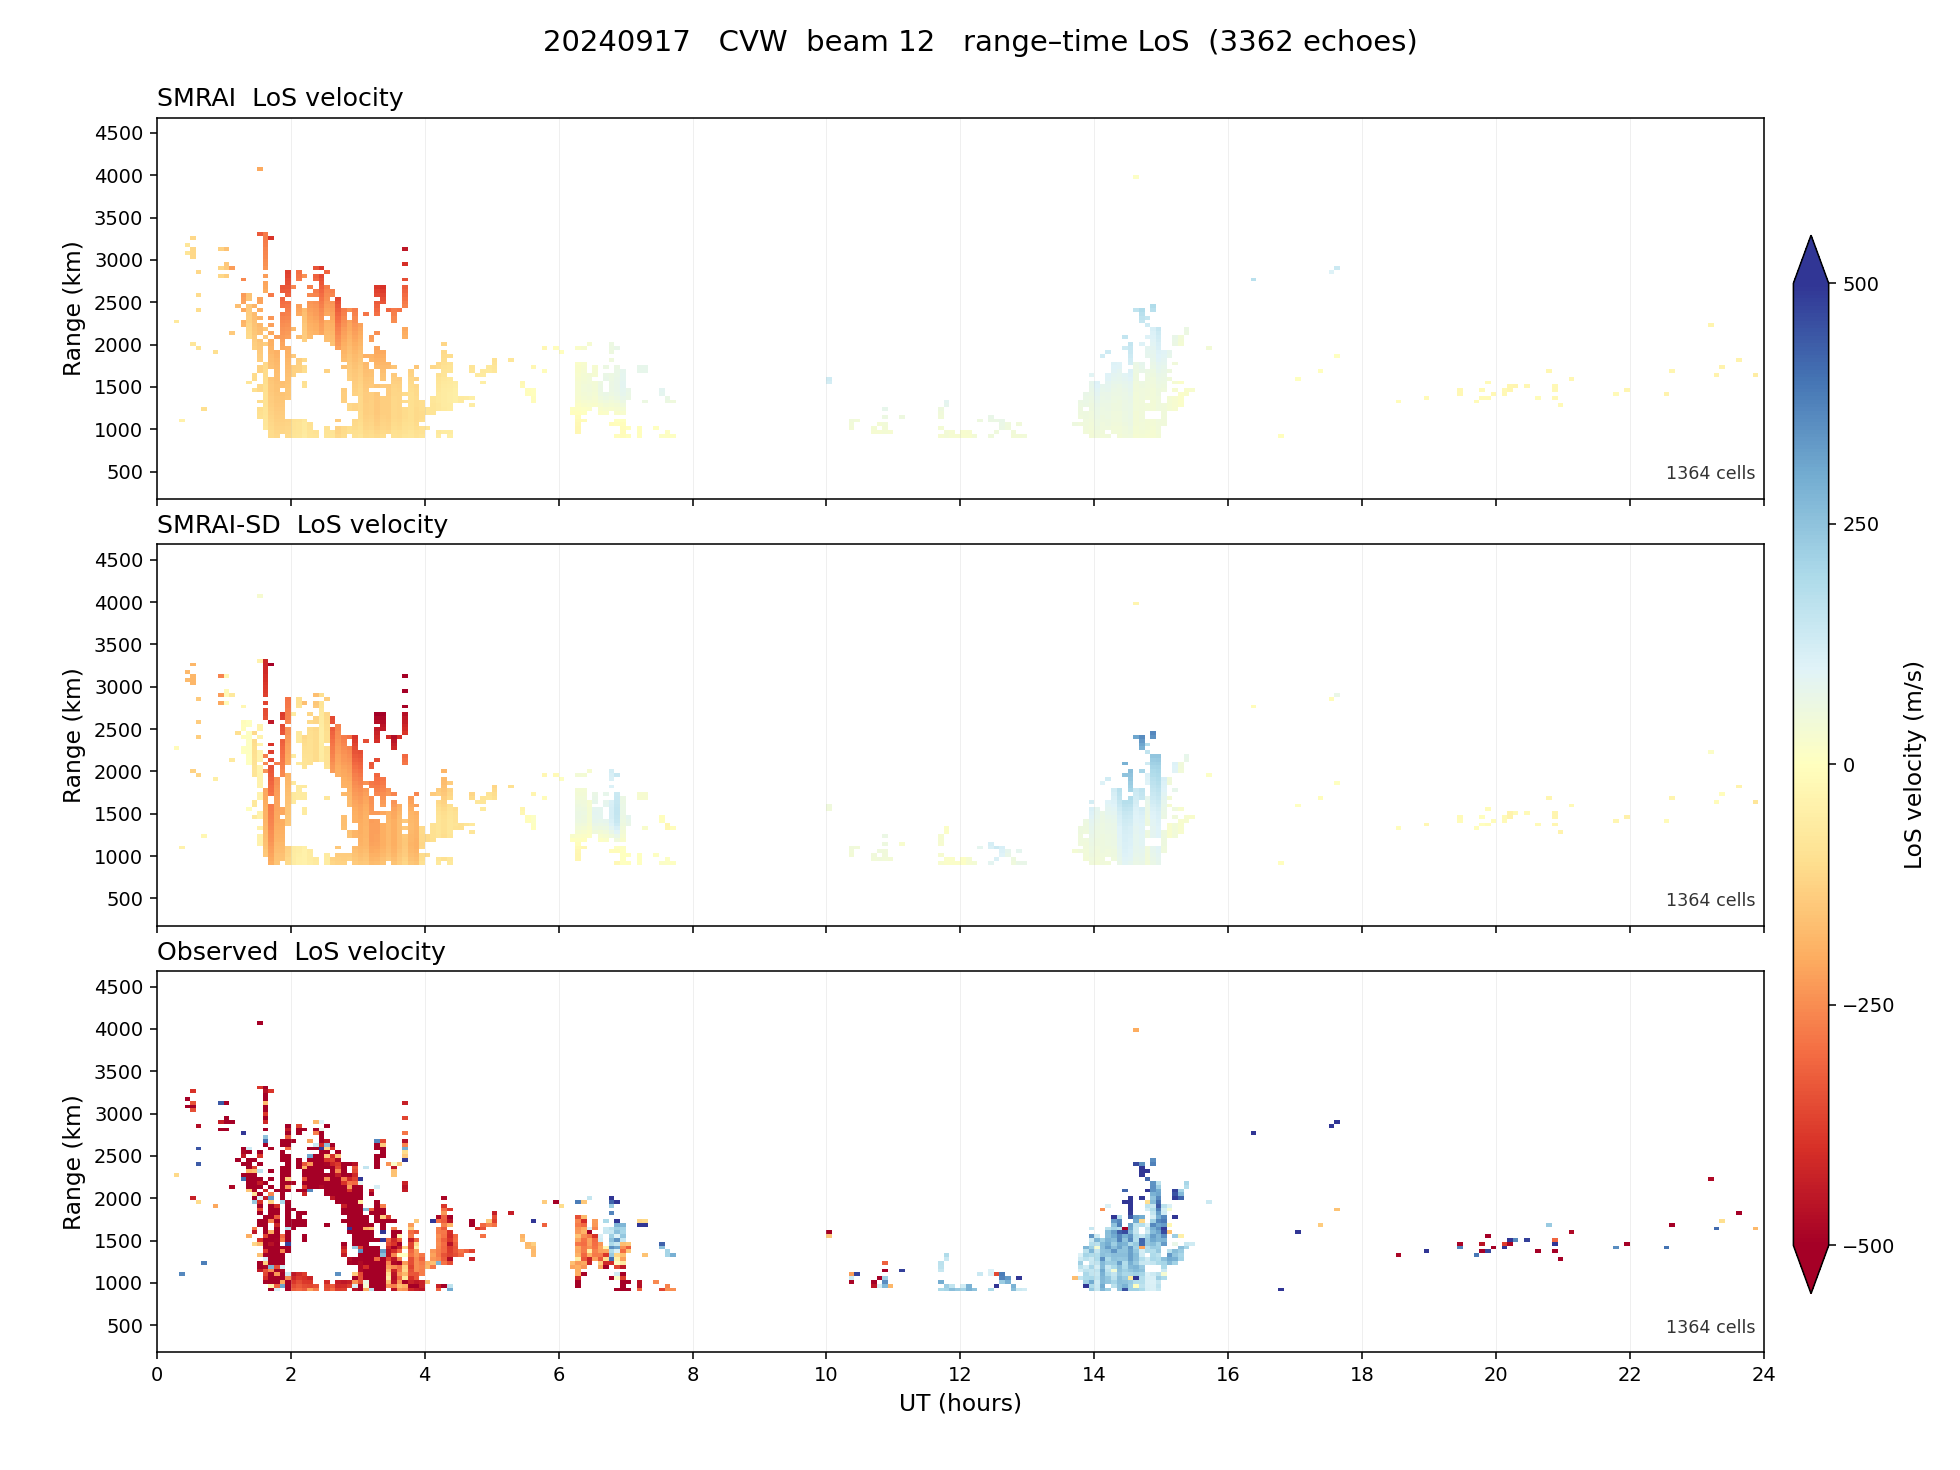 20240917 CVW beam 12 range–time LoS (3362 echoes)
SMRAI LoS velocity
4500
4000
3500
3000
2500
2000
1500
1000
500
Range (km)
1364 cells
SMRAI-SD LoS velocity
4500
4000
3500
3000
2500
2000
1500
1000
500
Range (km)
1364 cells
Observed LoS velocity
4500
4000
3500
3000
2500
2000
1500
1000
500
Range (km)
1364 cells
0 2 4 6 8 10 12 14 16 18 20 22 24
UT (hours)
500
250
0
−250
−500
LoS velocity (m/s)